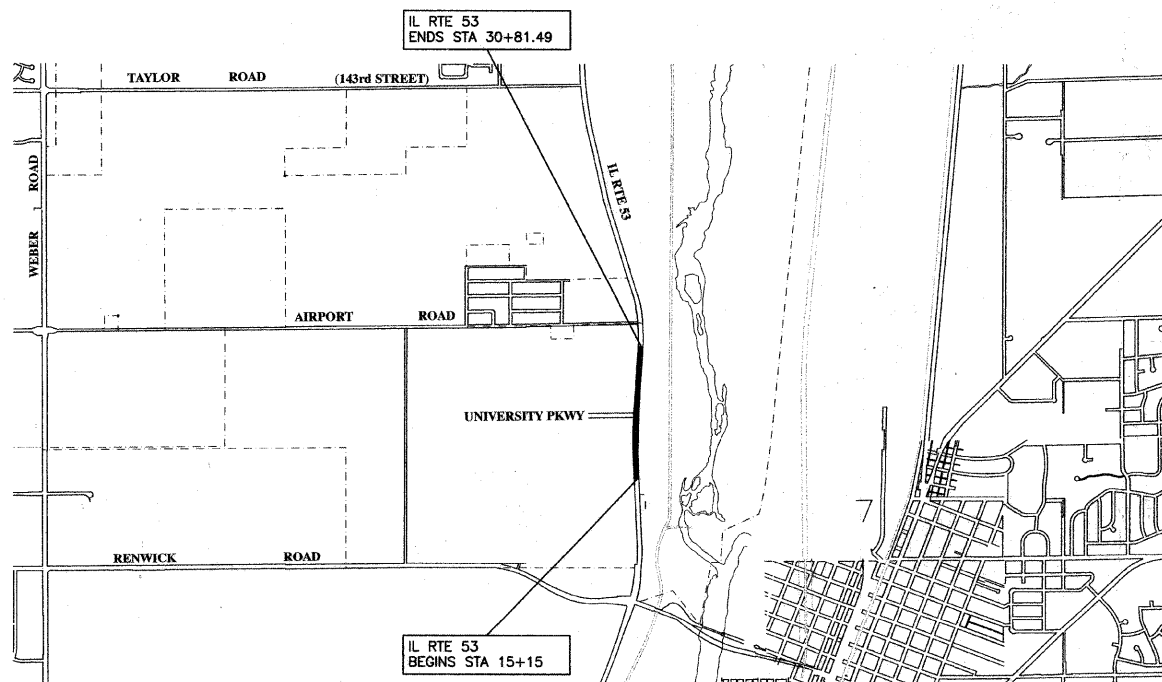 IL RTE 53
ENDS STA 30+81.49
TAYLOR ROAD (143rd STREET)
WEBER ROAD
IL RTE 53
AIRPORT ROAD
UNIVERSITY PKWY
7
RENWICK ROAD
IL RTE 53
BEGINS STA 15+15